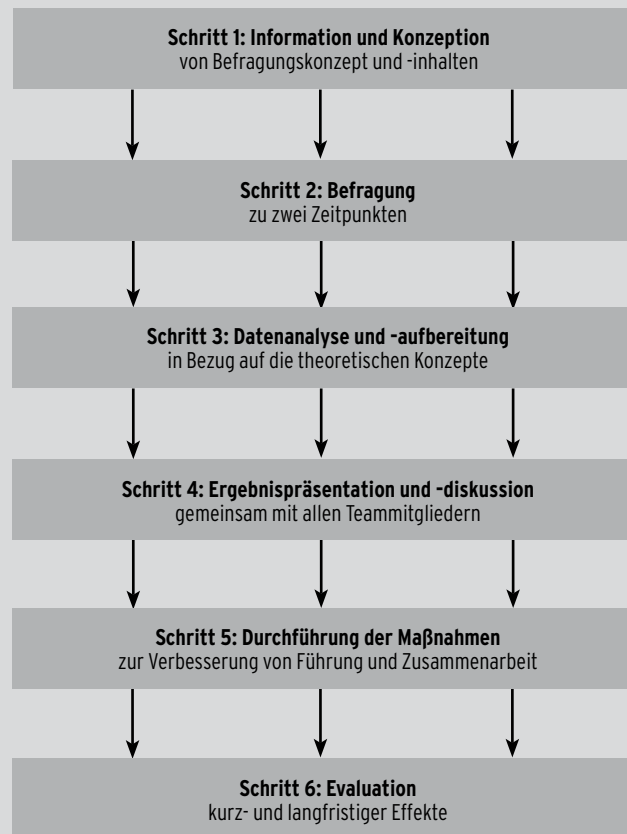 Schritt 1: Information und Konzeption
von Befragungskonzept und -inhalten
Schritt 2: Befragung
zu zwei Zeitpunkten
Schritt 3: Datenanalyse und -aufbereitung
in Bezug auf die theoretischen Konzepte
Schritt 4: Ergebnispräsentation und -diskussion
gemeinsam mit allen Teammitgliedern
Schritt 5: Durchführung der Maßnahmen
zur Verbesserung von Führung und Zusammenarbeit
Schritt 6: Evaluation
kurz- und langfristiger Effekte